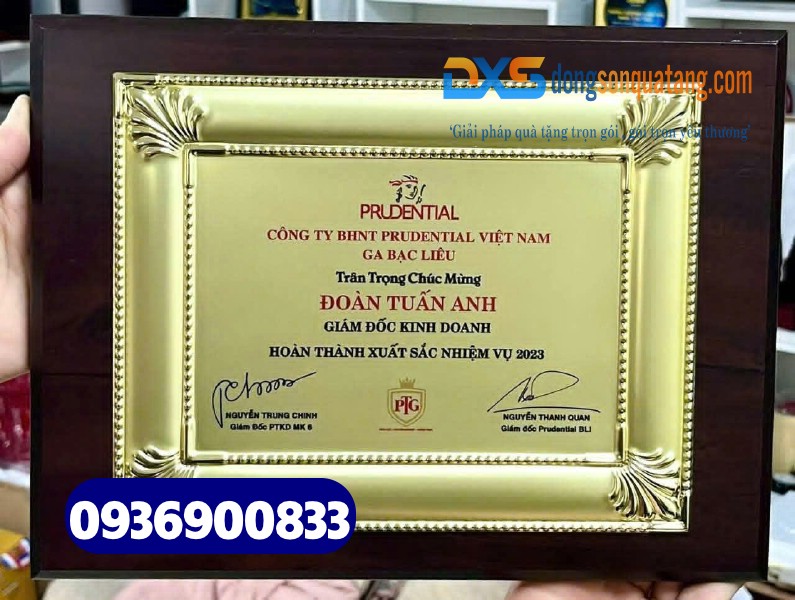 DXS dongsonquatang.com
'Giải pháp quà tặng trọn gói , gói trọn yêu thương'
PRUDENTIAL
CÔNG TY BHNT PRUDENTIAL VIỆT NAM
GA BẠC LIÊU
Trân Trọng Chúc Mừng
ĐOÀN TUẤN ANH
GIÁM ĐỐC KINH DOANH
HOÀN THÀNH XUẤT SẮC NHIỆM VỤ 2023
PTG
NGUYỄN TRUNG CHINH
Giám Đốc PTKD MK 6
NGUYỄN THANH QUAN
Giám đốc Prudential BLI
0936900833